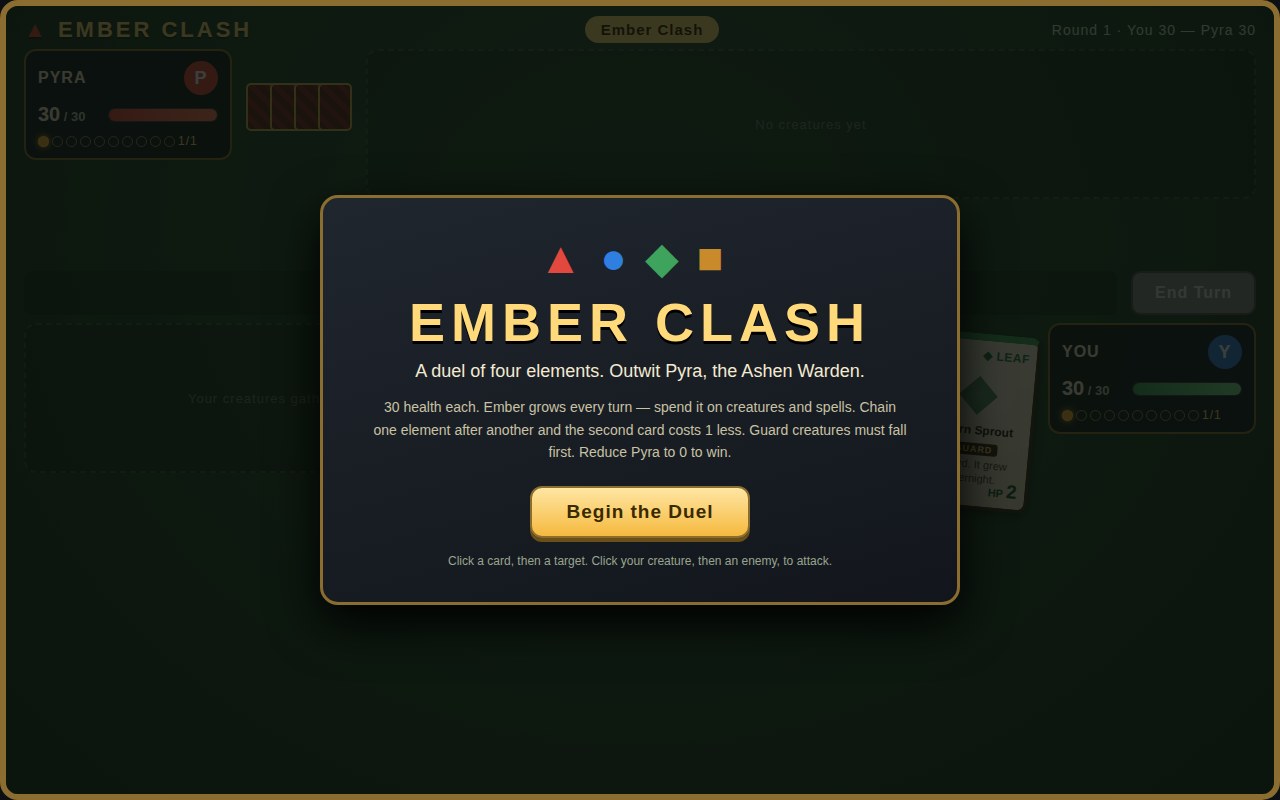 EMBER CLASH
Ember Clash
Round 1 · You 30 — Pyra 30
PYRA
P
30 / 30
1/1
No creatures yet
EMBER CLASH
A duel of four elements. Outwit Pyra, the Ashen Warden.
30 health each. Ember grows every turn — spend it on creatures and spells. Chain
one element after another and the second card costs 1 less. Guard creatures must fall
first. Reduce Pyra to 0 to win.
Begin the Duel
Click a card, then a target. Click your creature, then an enemy, to attack.
End Turn
Your creatures
LEAF
Sprout
HP 2
YOU
Y
30 / 30
1/1